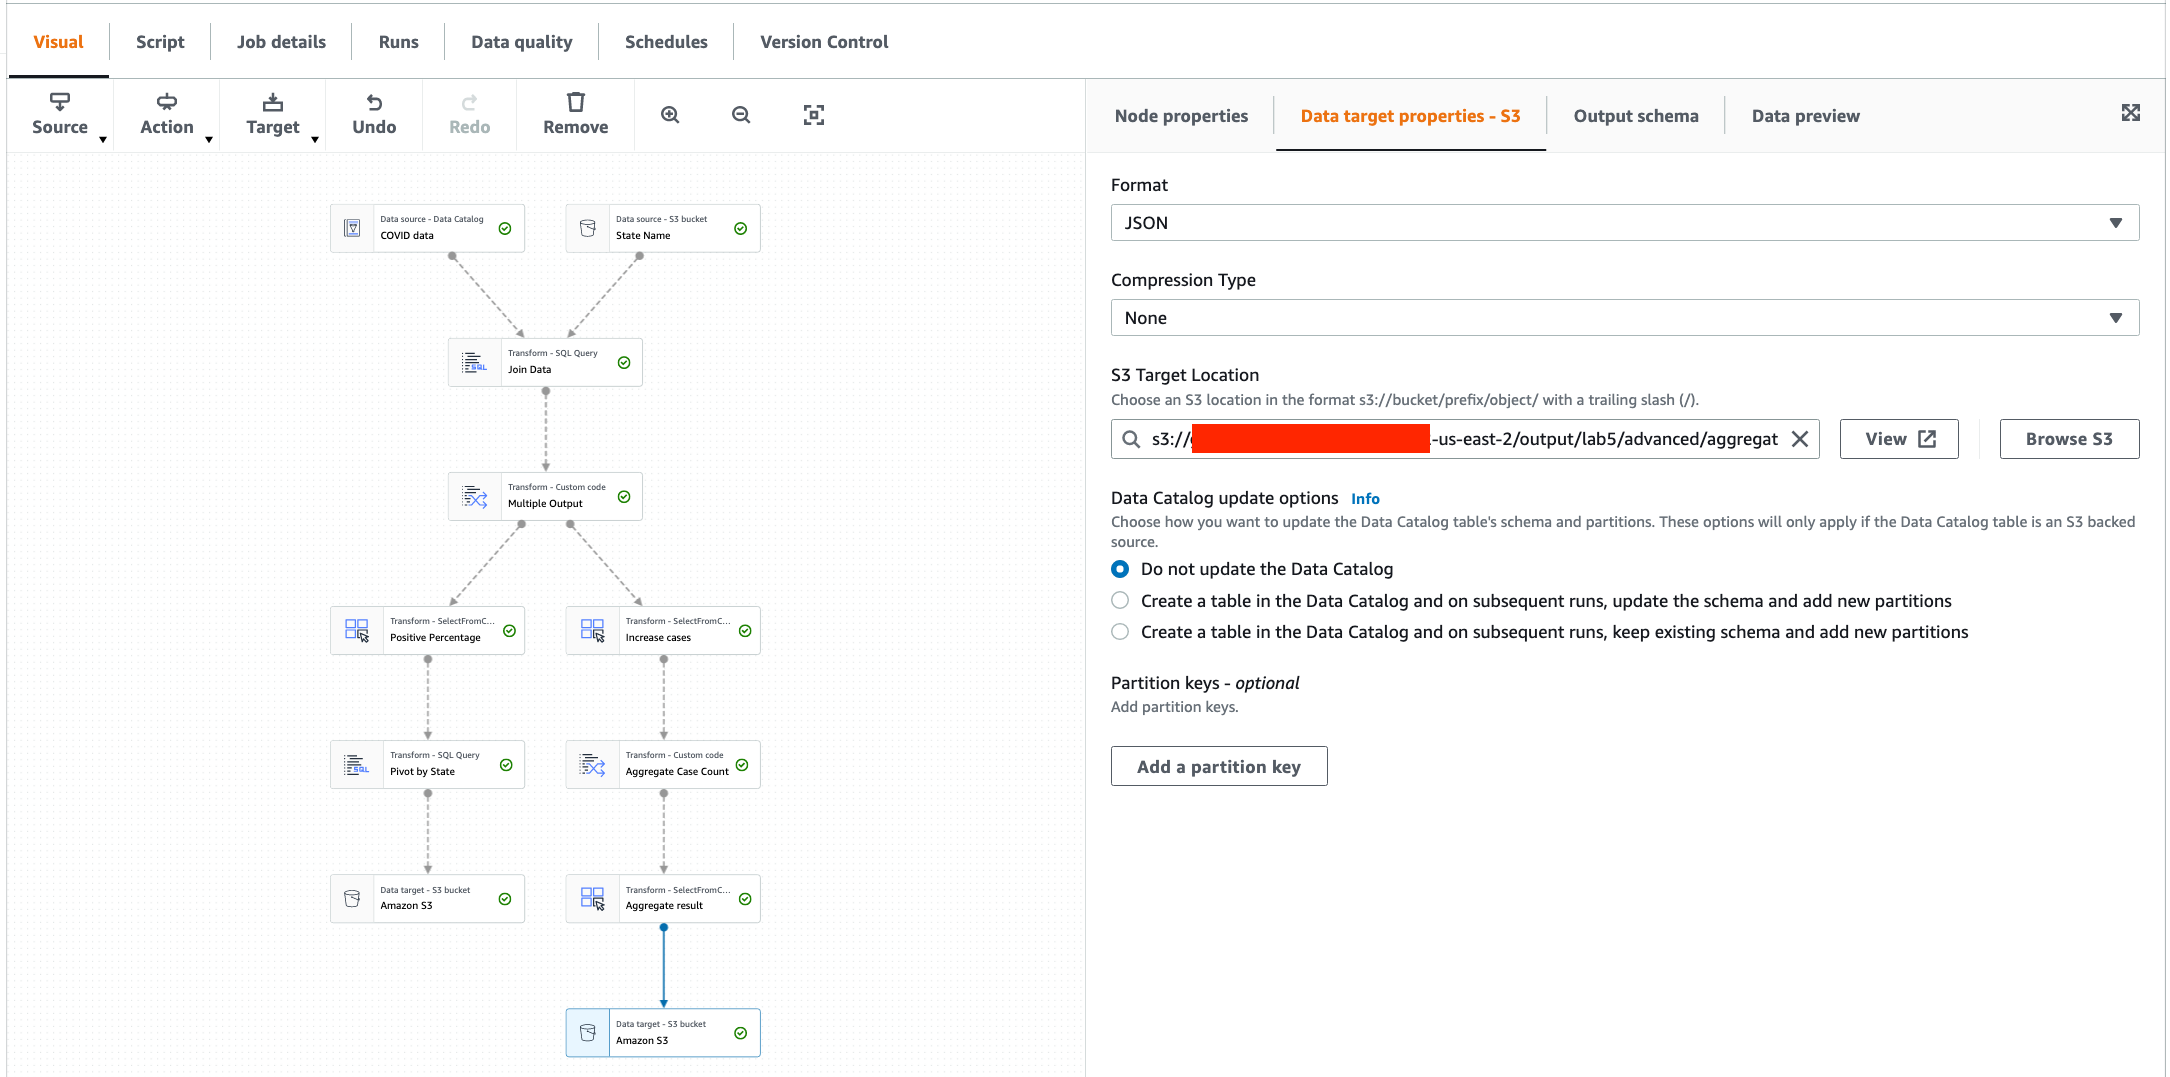 Visual
Script
Job details
Runs
Data quality
Schedules
Version Control
Source
Action
Target
Undo
Redo
Remove
Node properties
Data target properties - S3
Output schema
Data preview
Data source - Data Catalog
COVID data
Data source - S3 bucket
State Name
Transform - SQL Query
Join Data
Transform - Custom code
Multiple Output
Transform - SelectFromC...
Positive Percentage
Transform - SelectFromC...
Increase cases
Transform - SQL Query
Pivot by State
Transform - Custom code
Aggregate Case Count
Data target - S3 bucket
Amazon S3
Transform - SelectFromC...
Aggregate result
Data target - S3 bucket
Amazon S3
Format
JSON
Compression Type
None
S3 Target Location
Choose an S3 location in the format s3://bucket/prefix/object/ with a trailing slash (/).
s3:// -us-east-2/output/lab5/advanced/aggregat
View
Browse S3
Data Catalog update options Info
Choose how you want to update the Data Catalog table's schema and partitions. These options will only apply if the Data Catalog table is an S3 backed
source.
Do not update the Data Catalog
Create a table in the Data Catalog and on subsequent runs, update the schema and add new partitions
Create a table in the Data Catalog and on subsequent runs, keep existing schema and add new partitions
Partition keys - optional
Add partition keys.
Add a partition key